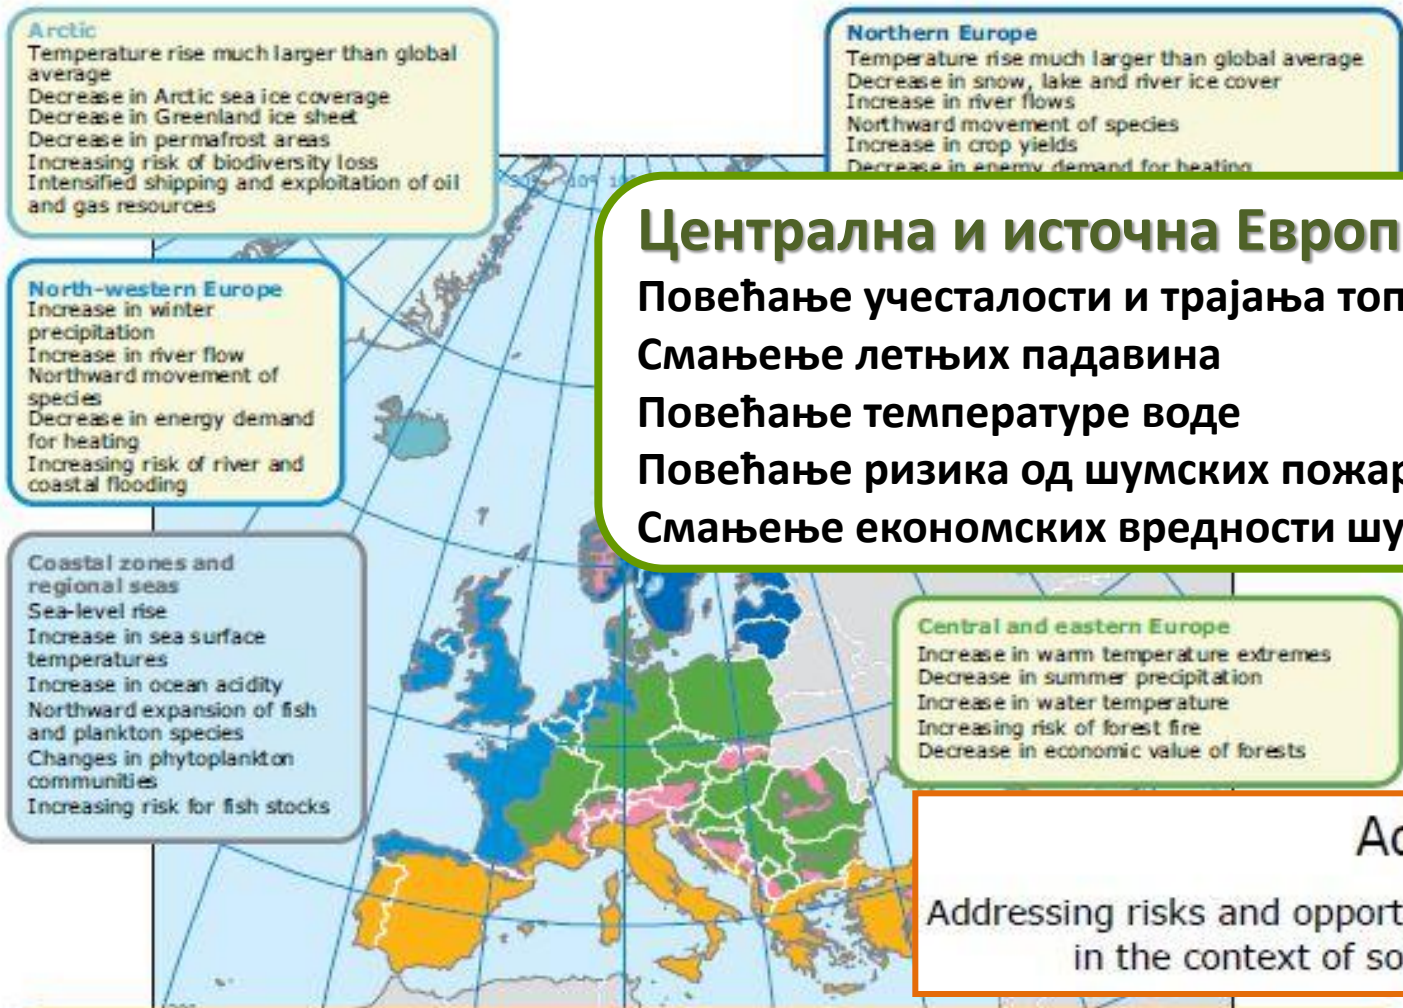 Arctic
Temperature rise much larger than global
average
Decrease in Arctic sea ice coverage
Decrease in Greenland ice sheet
Decrease in permafrost areas
Increasing risk of biodiversity loss
Intensified shipping and exploitation of oil
and gas resources
Northern Europe
Temperature rise much larger than global average
Decrease in snow, lake and river ice cover
Increase in river flows
Northward movement of species
Increase in crop yields
Decrease in energy demand for heating
Централна и источна Европ
Повећање учесталости и трајања топ
Смањење летњих падавина
Повећање температуре воде
Повећање ризика од шумских пожар
Смањење економских вредности шу
North-western Europe
Increase in winter
precipitation
Increase in river flow
Northward movement of
species
Decrease in energy demand
for heating
Increasing risk of river and
coastal flooding
Coastal zones and
regional seas
Sea-level rise
Increase in sea surface
temperatures
Increase in ocean acidity
Northward expansion of fish
and plankton species
Changes in phytoplankton
communities
Increasing risk for fish stocks
Central and eastern Europe
Increase in warm temperature extremes
Decrease in summer precipitation
Increase in water temperature
Increasing risk of forest fire
Decrease in economic value of forests
Ac
Addressing risks and opport
in the context of so